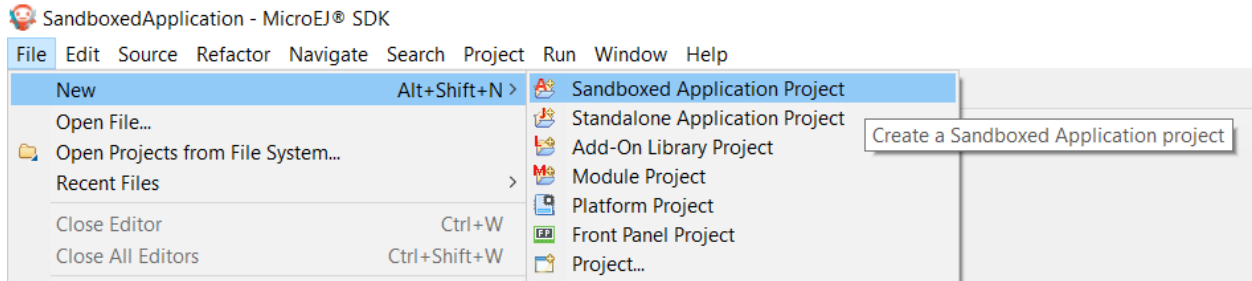 SandboxedApplication - MicroEJ® SDK
File Edit Source Refactor Navigate Search Project Run Window Help
New Alt+Shift+N >
Open File...
Open Projects from File System...
Recent Files >
Close Editor Ctrl+W
Close All Editors Ctrl+Shift+W
Sandboxed Application Project
Standalone Application Project
Add-On Library Project
Module Project
Platform Project
Front Panel Project
Project...
Create a Sandboxed Application project